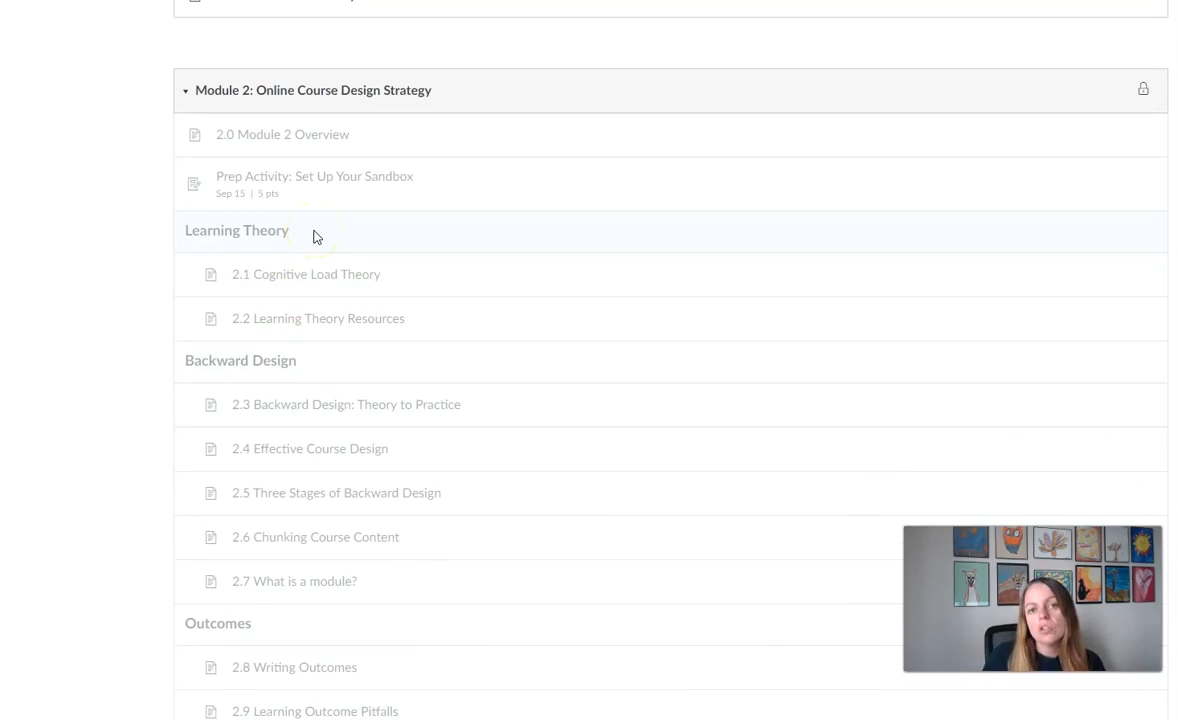 Module 2: Online Course Design Strategy
2.0 Module 2 Overview
Prep Activity: Set Up Your Sandbox
Sep 15 | 5 pts
Learning Theory
2.1 Cognitive Load Theory
2.2 Learning Theory Resources
Backward Design
2.3 Backward Design: Theory to Practice
2.4 Effective Course Design
2.5 Three Stages of Backward Design
2.6 Chunking Course Content
2.7 What is a module?
Outcomes
2.8 Writing Outcomes
2.9 Learning Outcome Pitfalls